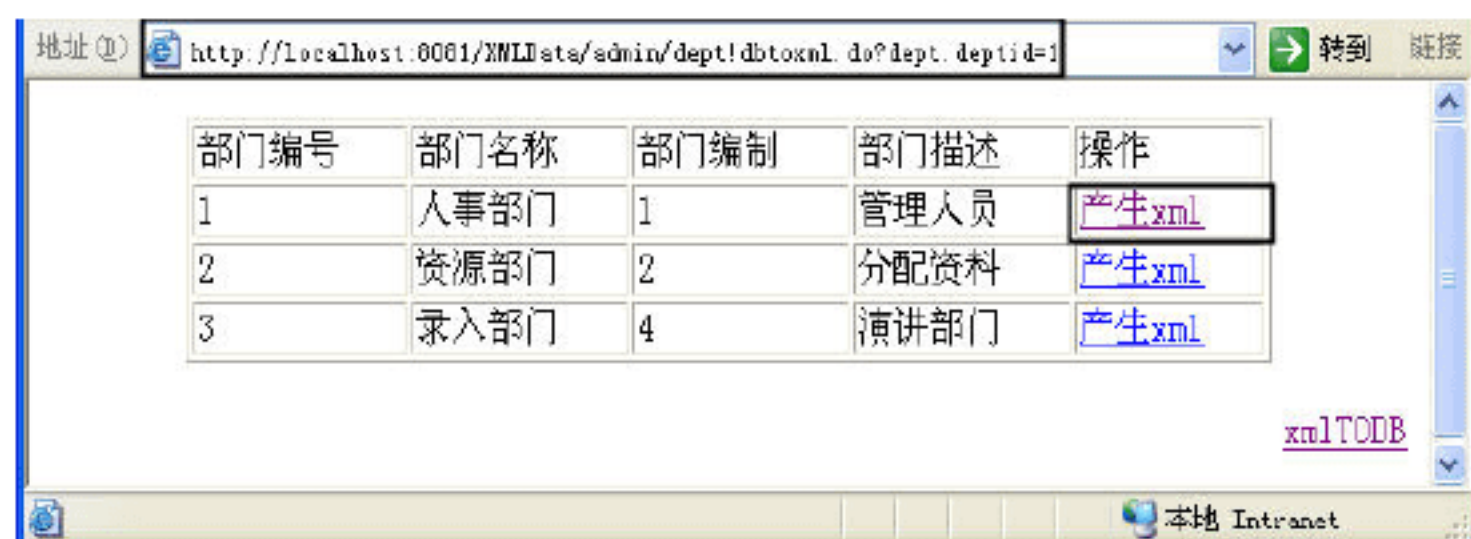 地址(D) http://localhost:8081/XMLData/admin/dept!dbtoxml.do?dept.deptid=1 转到 链接
部门编号 部门名称 部门编制 部门描述 操作
1 人事部门 1 管理人员 产生xml
2 资源部门 2 分配资料 产生xml
3 录入部门 4 演讲部门 产生xml
xmlTODB
本地 Intranet